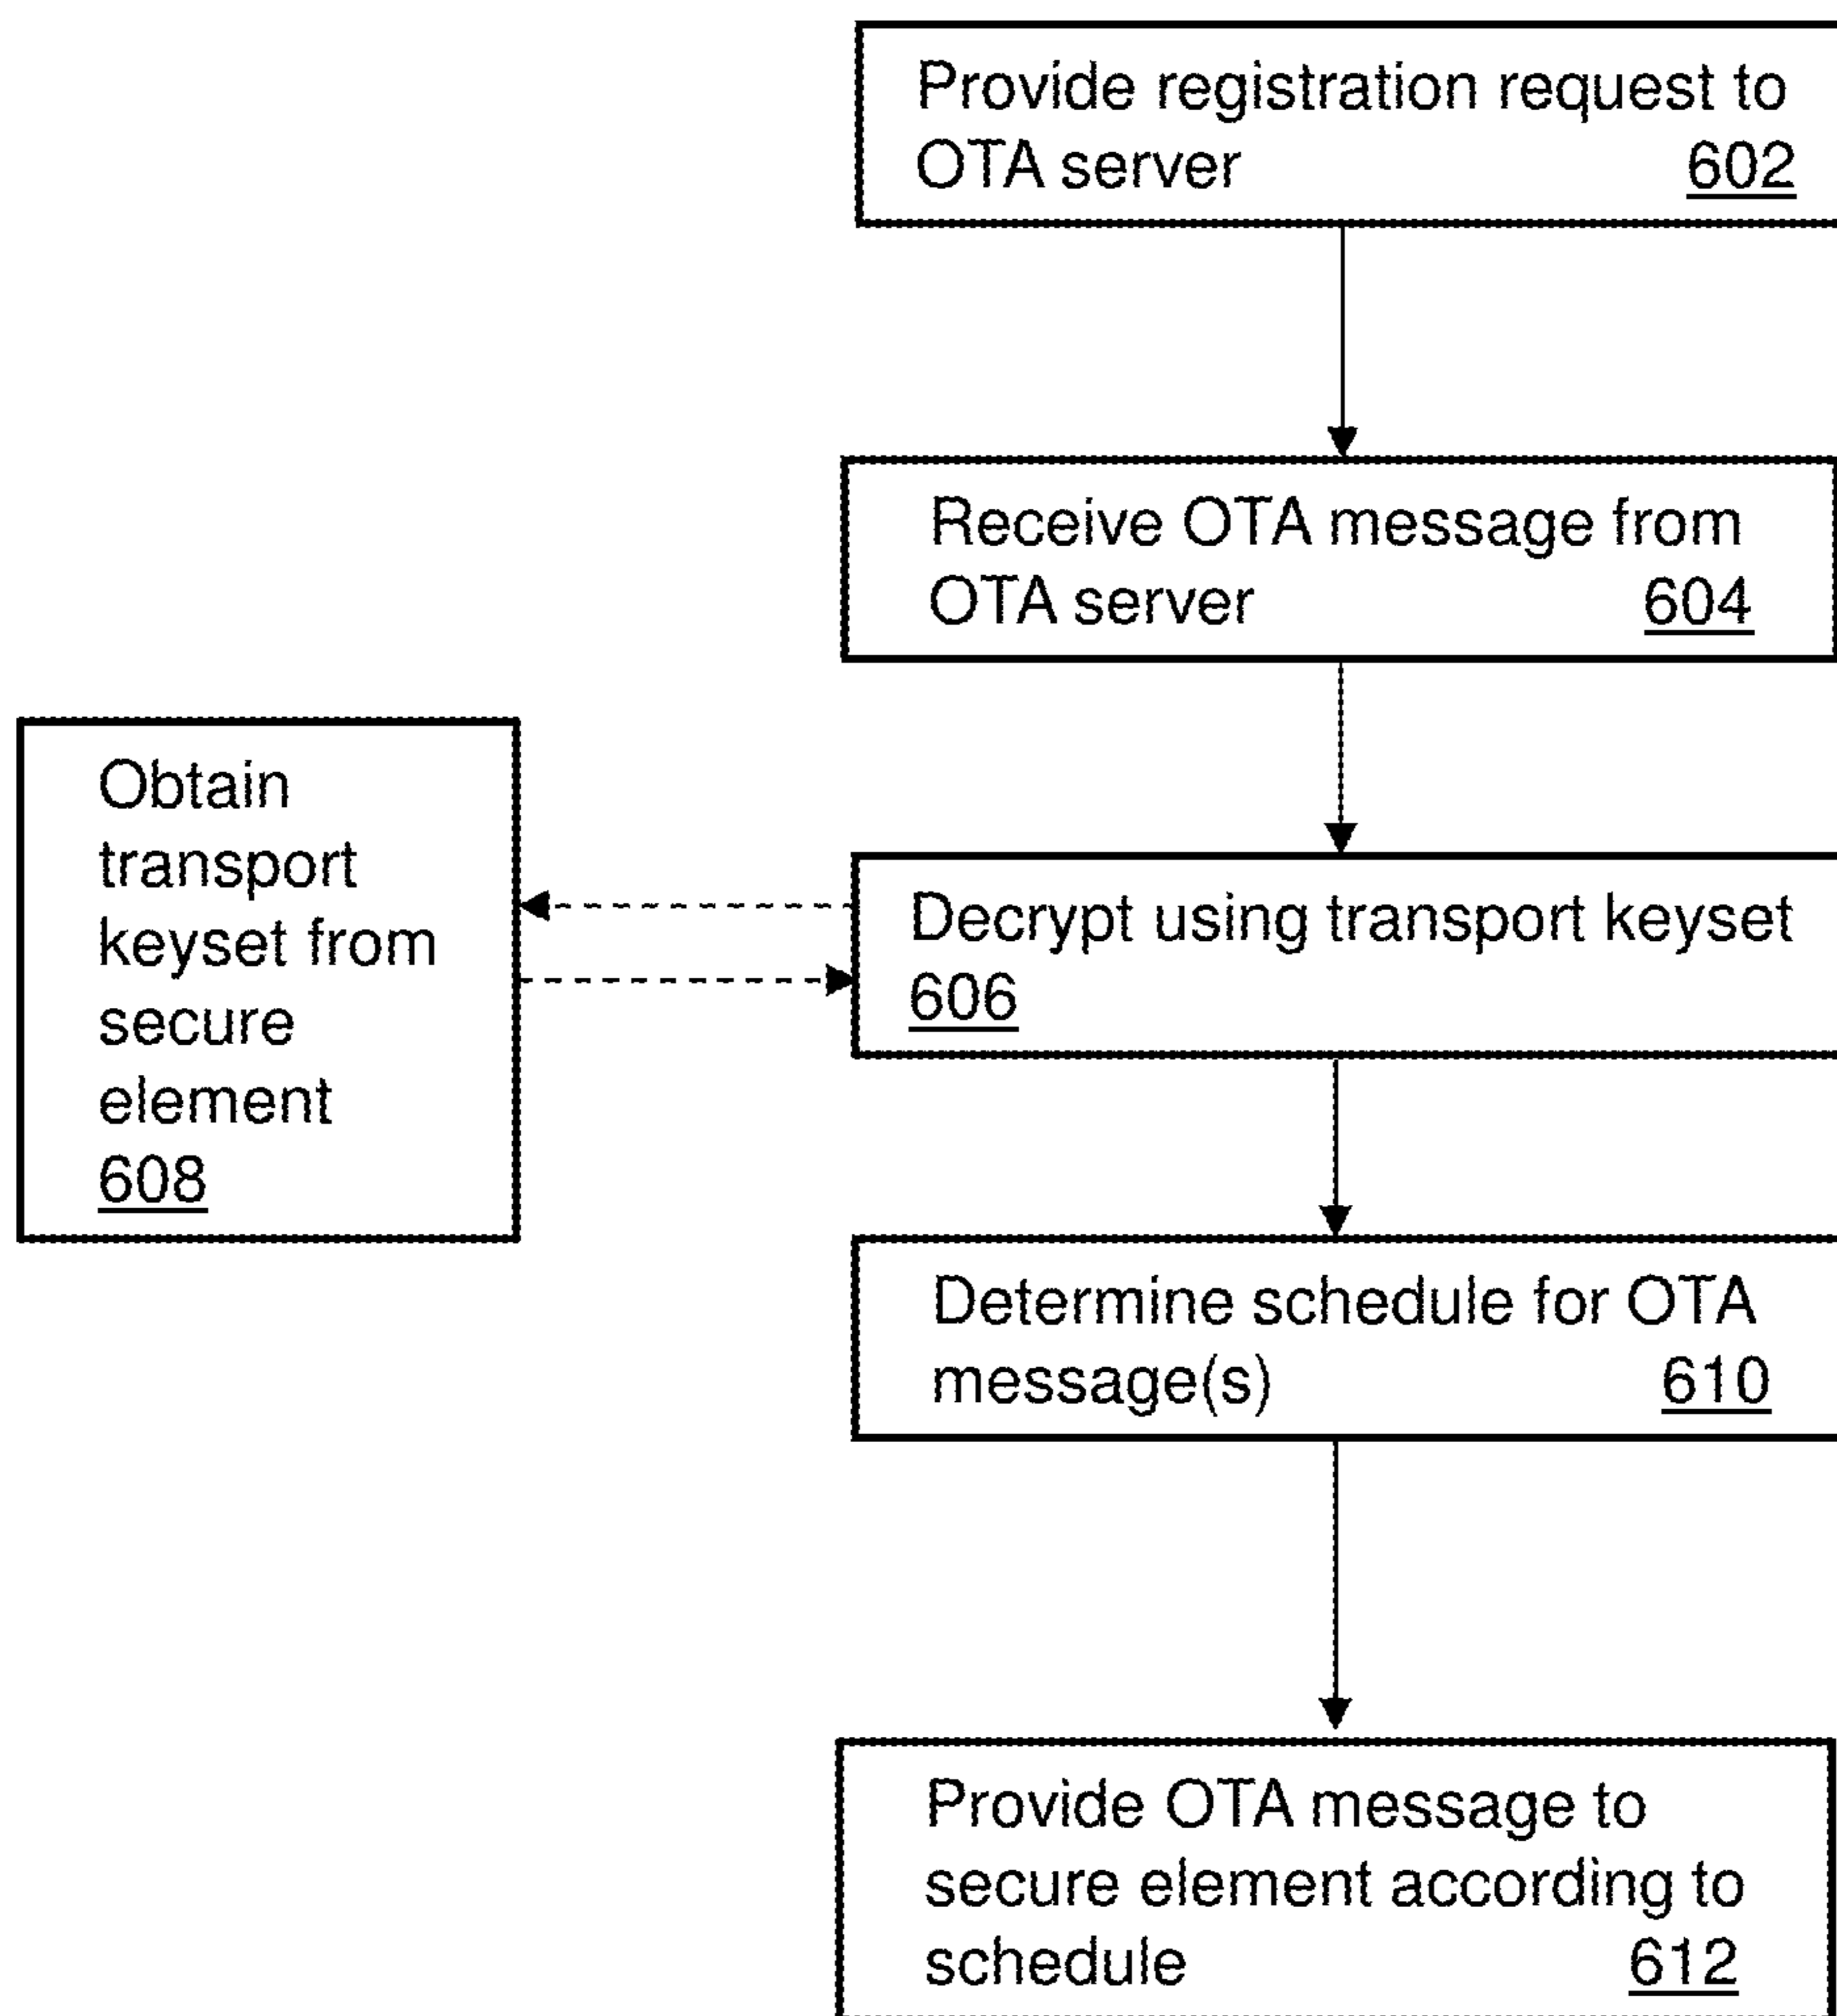 Provide registration request to
OTA server 602
Receive OTA message from
OTA server 604
Obtain
transport
keyset from
secure
element
608
Decrypt using transport keyset
606
Determine schedule for OTA
message(s) 610
Provide OTA message to
secure element according to
schedule 612